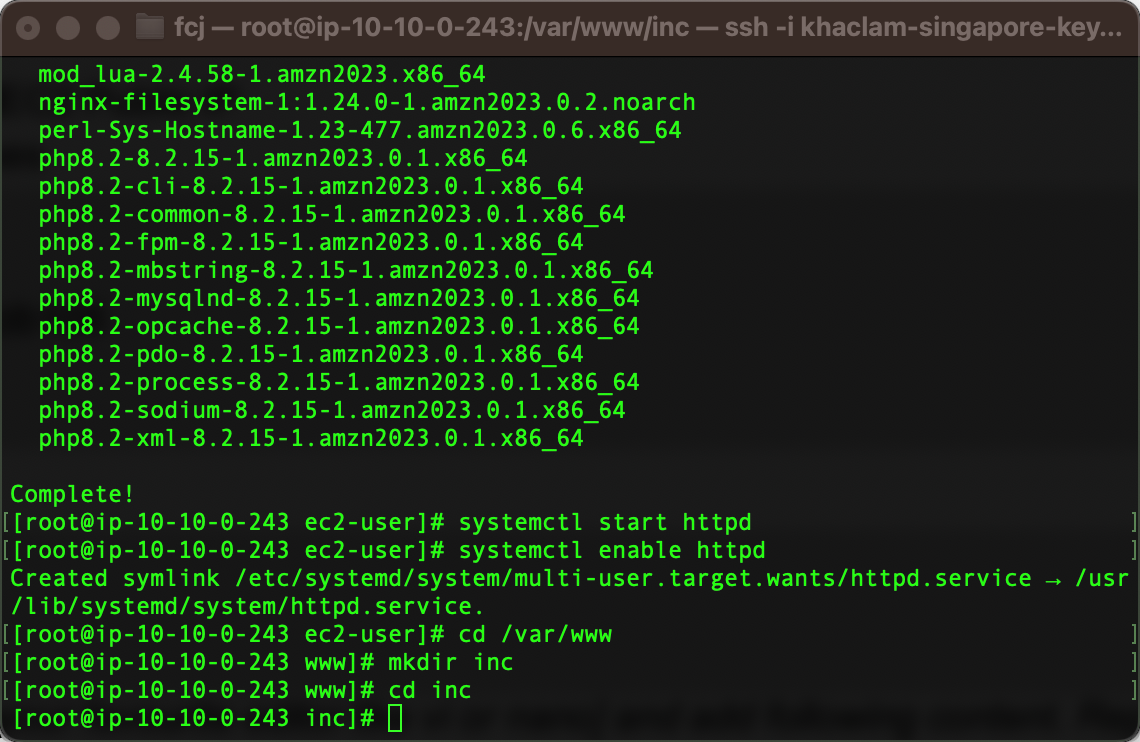 fcj — root@ip-10-10-0-243:/var/www/inc — ssh -i khaclam-singapore-key...
mod_lua-2.4.58-1.amzn2023.x86_64
nginx-filesystem-1:1.24.0-1.amzn2023.0.2.noarch
perl-Sys-Hostname-1.23-477.amzn2023.0.6.x86_64
php8.2-8.2.15-1.amzn2023.0.1.x86_64
php8.2-cli-8.2.15-1.amzn2023.0.1.x86_64
php8.2-common-8.2.15-1.amzn2023.0.1.x86_64
php8.2-fpm-8.2.15-1.amzn2023.0.1.x86_64
php8.2-mbstring-8.2.15-1.amzn2023.0.1.x86_64
php8.2-mysqlnd-8.2.15-1.amzn2023.0.1.x86_64
php8.2-opcache-8.2.15-1.amzn2023.0.1.x86_64
php8.2-pdo-8.2.15-1.amzn2023.0.1.x86_64
php8.2-process-8.2.15-1.amzn2023.0.1.x86_64
php8.2-sodium-8.2.15-1.amzn2023.0.1.x86_64
php8.2-xml-8.2.15-1.amzn2023.0.1.x86_64
Complete!
[[root@ip-10-10-0-243 ec2-user]# systemctl start httpd ]
[[root@ip-10-10-0-243 ec2-user]# systemctl enable httpd ]
Created symlink /etc/systemd/system/multi-user.target.wants/httpd.service → /usr
/lib/systemd/system/httpd.service.
[[root@ip-10-10-0-243 ec2-user]# cd /var/www ]
[[root@ip-10-10-0-243 www]# mkdir inc ]
[[root@ip-10-10-0-243 www]# cd inc ]
[root@ip-10-10-0-243 inc]#